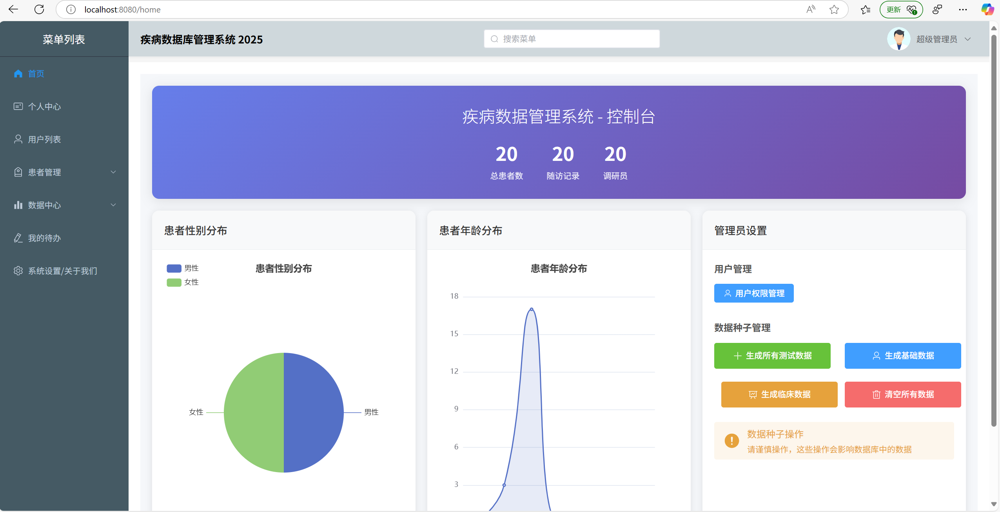 localhost:8080/home
更新
菜单列表
疾病数据库管理系统 2025
搜索菜单
超级管理员
首页
个人中心
用户列表
患者管理
数据中心
我的待办
系统设置/关于我们
疾病数据管理系统 - 控制台
20 20 20
总患者数 随访记录 调研员
患者性别分布
男性
女性
患者性别分布
女性
男性
患者年龄分布
患者年龄分布
18
15
12
9
6
3
管理员设置
用户管理
用户权限管理
数据种子管理
生成所有测试数据
生成基础数据
生成临床数据
清空所有数据
数据种子操作
请谨慎操作，这些操作会影响数据库中的数据